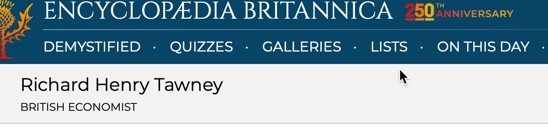 ENCYCLOPÆDIA BRITANNICA 250TH ANNIVERSARY
DEMYSTIFIED · QUIZZES · GALLERIES · LISTS · ON THIS DAY ·
Richard Henry Tawney
BRITISH ECONOMIST